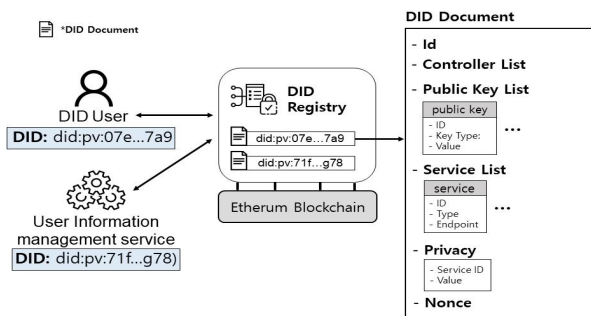 *DID Document
DID User
DID: did:pv:07e...7a9
User Information
management service
DID: did:pv:71f...g78)
DID
Registry
did:pv:07e...7a9
did:pv:71f...g78
Etherum Blockchain
DID Document
- Id
- Controller List
- Public Key List
public key
- ID
- Key Type:
- Value
...
- Service List
service
- ID
- Type
- Endpoint
...
- Privacy
- Service ID
- Value
- Nonce